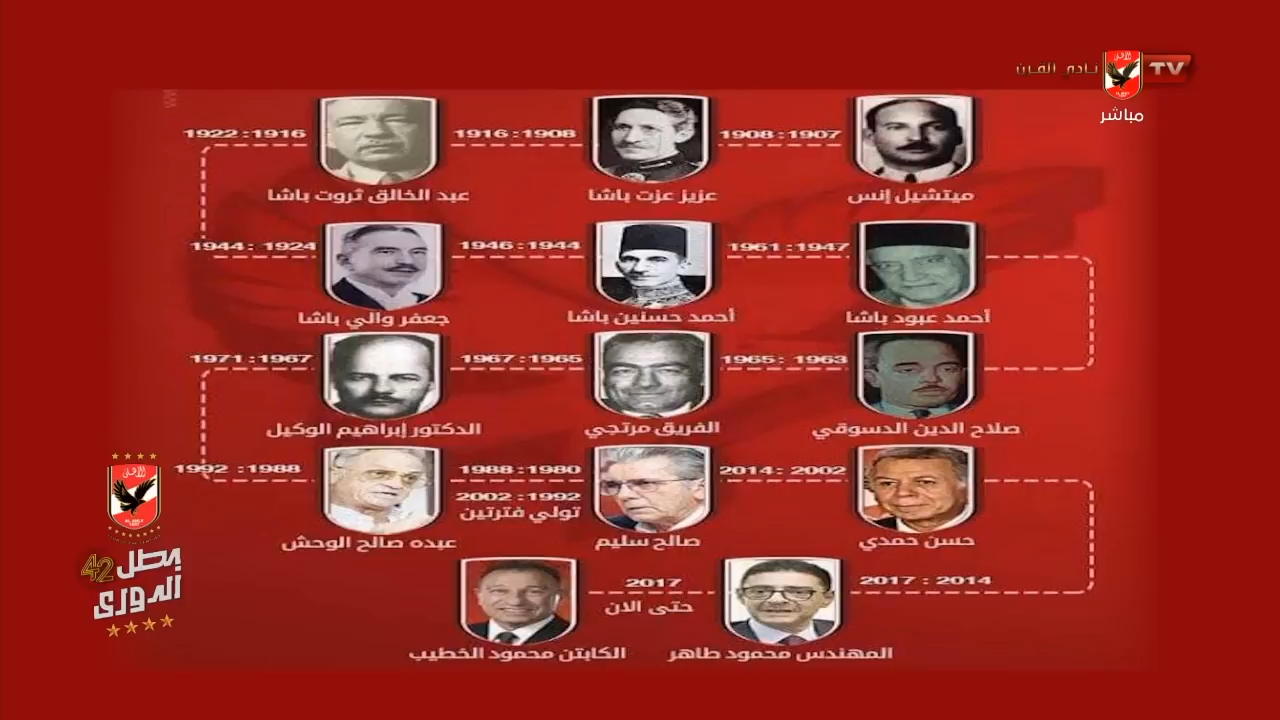 نادي القرن
TV
مباشر
1908:1907
1916:1908
1922:1916
ميتشيل إنس
عزيز عزت باشا
عبد الخالق ثروت باشا
1961:1947
1946:1944
1944:1924
أحمد عبود باشا
أحمد حسنين باشا
جعفر والي باشا
1965:1963
1967:1965
1971:1967
صلاح الدين الدسوقي
الفريق مرتجي
الدكتور إبراهيم الوكيل
2014:2002
1988:1980
1992:1988
2002:1992
تولي فترتين
حسن حمدي
صالح سليم
عبده صالح الوحش
2017:2014
2017
حتى الان
المهندس محمود طاهر
الكابتن محمود الخطيب
بطل 42
الدورى